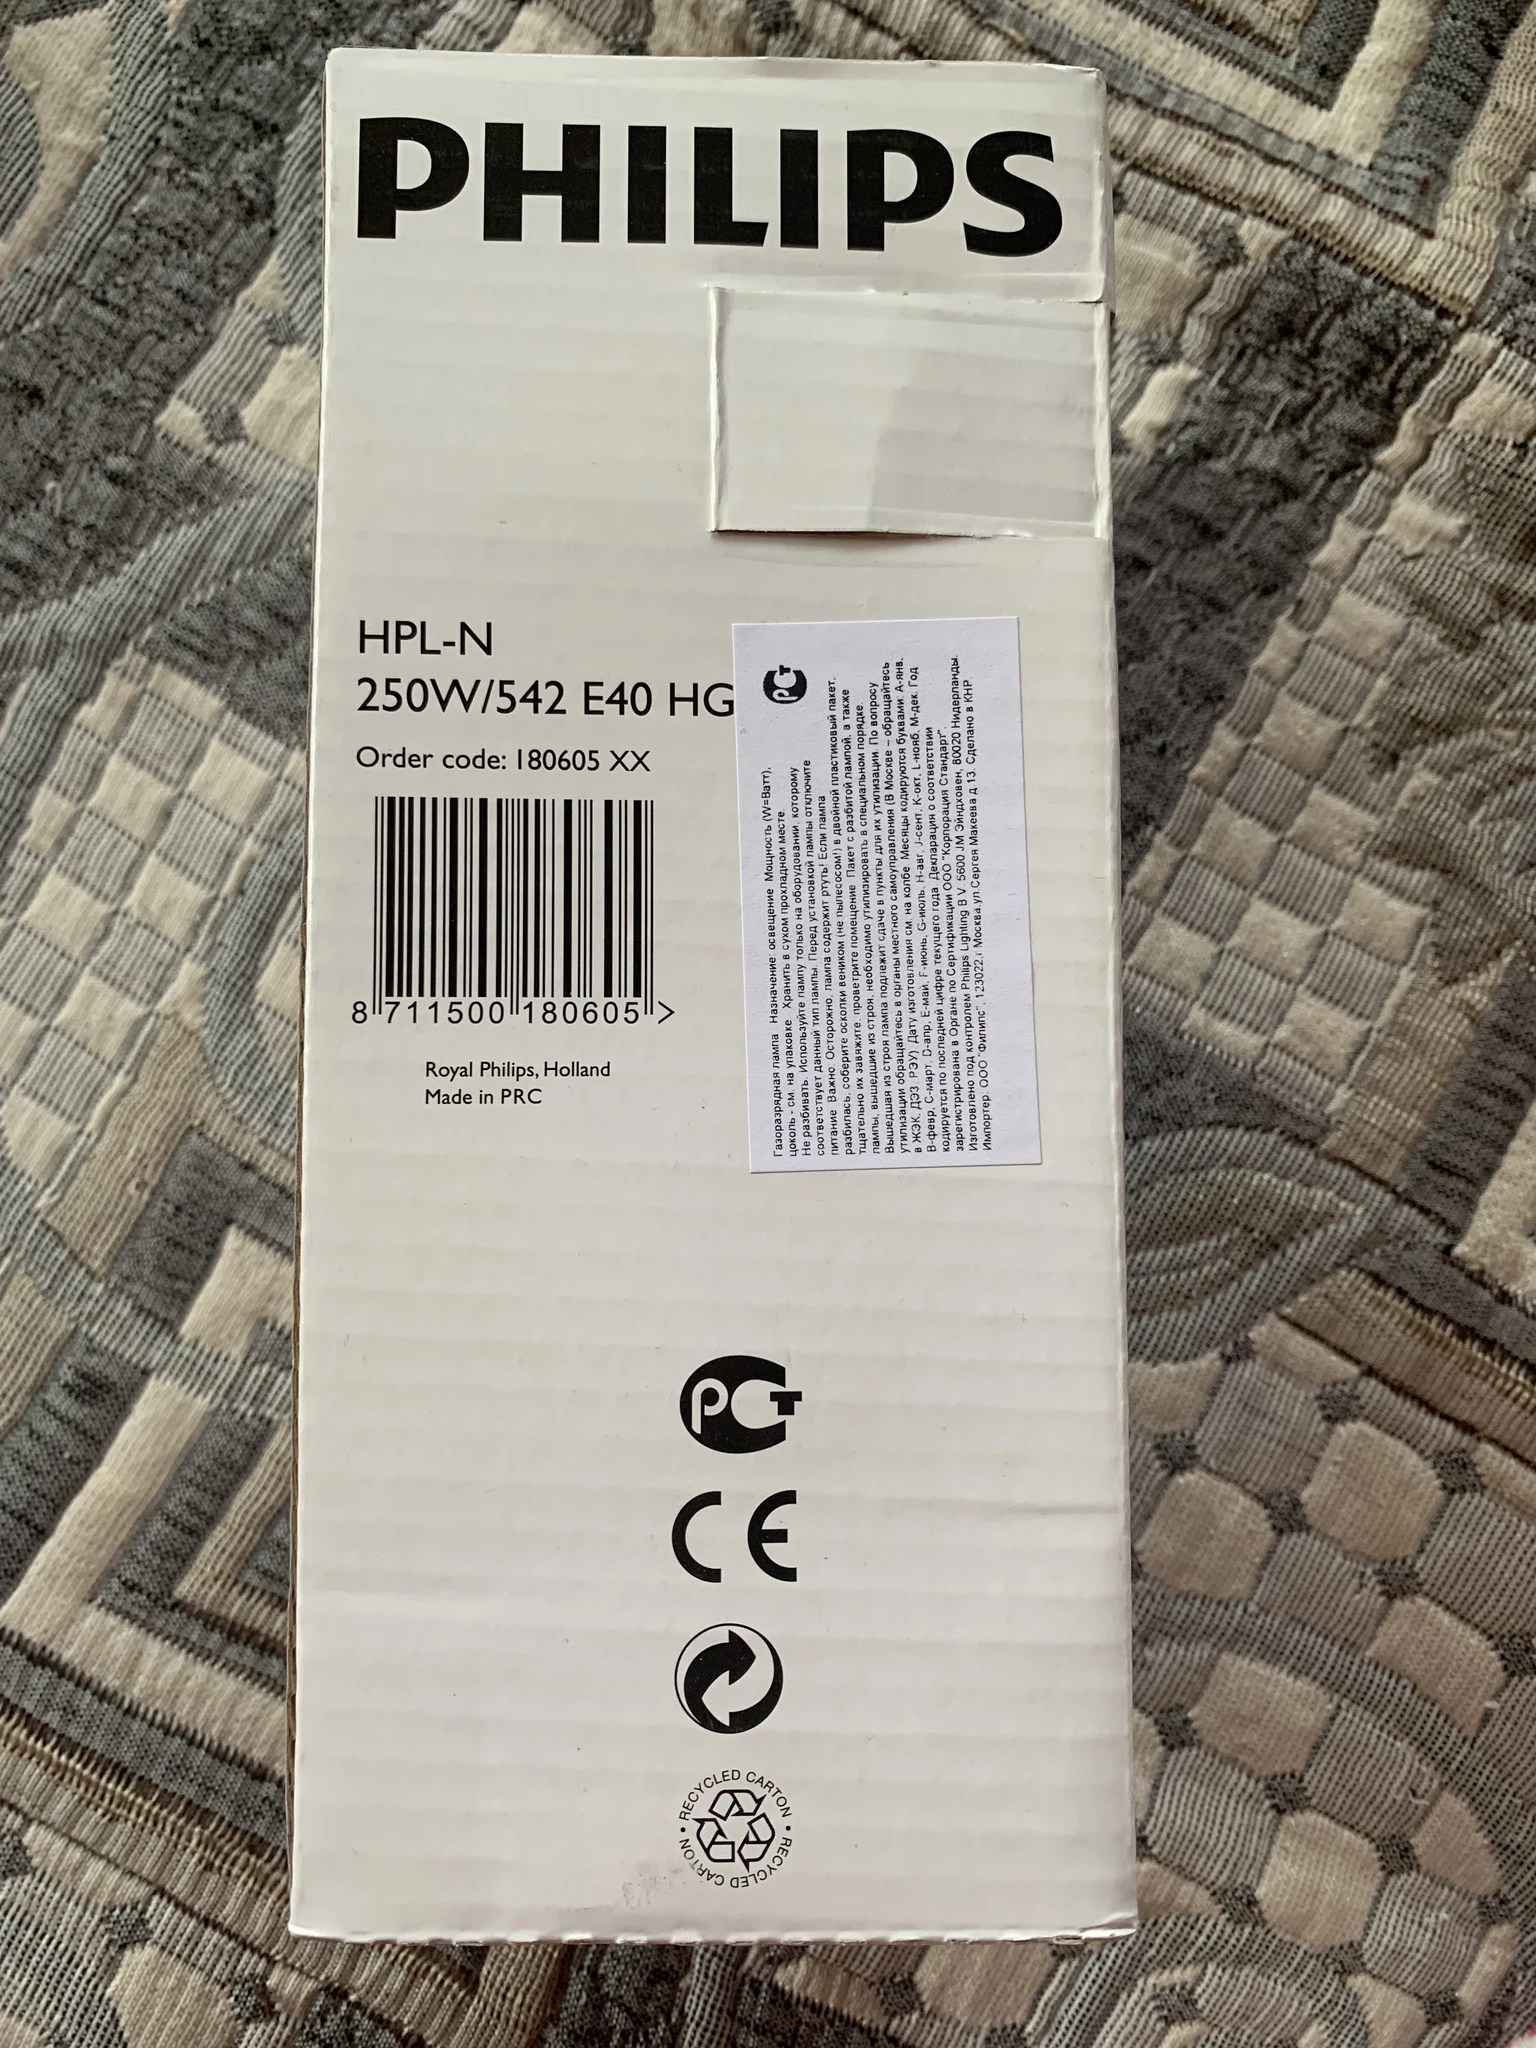 PHILIPS
HPL-N
250W/542 E40 HG
Order code: 180605 XX
8 711500 180605 >
Royal Philips, Holland
Made in PRC
РСТ
Газоразрядная лампа Назначение: освещение Мощность (W=Ватт),
цоколь - см. на упаковке Хранить в сухом прохладном месте
Не разбивать. Используйте лампу только на оборудовании, которому
соответствует данный тип лампы. Перед установкой лампы отключите
питание Важно. Осторожно, лампа содержит ртуть! Если лампа
разбилась, соберите осколки веником (не пылесосом!) в двойной пластиковый пакет.
тщательно их завяжите, проветрите помещение Пакет с разбитой лампой, а также
лампы, вышедшие из строя, необходимо утилизировать в специальном порядке.
Вышедшая из строя лампа подлежит сдаче в пункты для их утилизации. По вопросу
утилизации обращайтесь в органы местного самоуправления (В Москве – обращайтесь
в ЖЭК, ДЭЗ, РЭУ) Дату изготовления см. на колбе Месяцы кодируются буквами: А-янв,
В-февр, С-март, D-апр, Е-май, F-июнь, G-июль, Н-авг, J-сент, К-окт, L-нояб, М-дек. Год
кодируется по последней цифре текущего года. Декларация о соответствии
зарегистрирована в Органе по Сертификации ООО "Корпорация Стандарт".
Изготовлено под контролем Philips Lighting B V 5600 JM Эйндховен, 80020 Нидерланды.
Импортер. ООО "Филипс", 123022,г Москва,ул.Сергея Макеева д 13. Сделано в КНР
РСТ
CE
RECYCLED CARTON • RECYCLED CARTON •